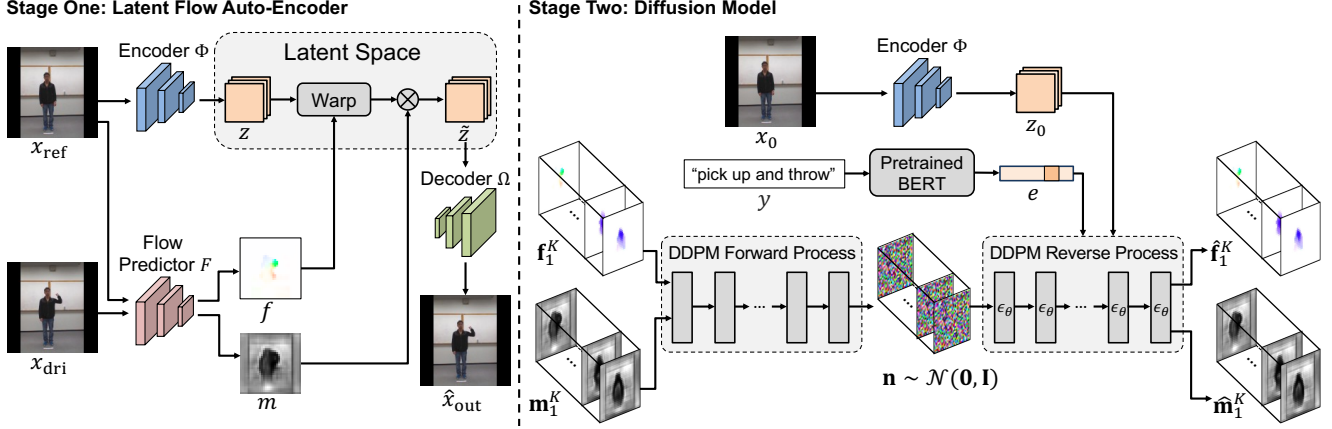 Stage One: Latent Flow Auto-Encoder
Encoder Φ
Latent Space
Warp
x_ref
z
z̃
Decoder Ω
Flow
Predictor F
f
x_dri
m
x̂_out
Stage Two: Diffusion Model
Encoder Φ
x_0
z_0
"pick up and throw"
Pretrained
BERT
y
e
...
f_1^K
DDPM Forward Process
...
DDPM Reverse Process
ϵ_θ
ϵ_θ
...
ϵ_θ
ϵ_θ
...
f̂_1^K
...
m_1^K
...
n ~ 𝒩(0, I)
...
m̂_1^K